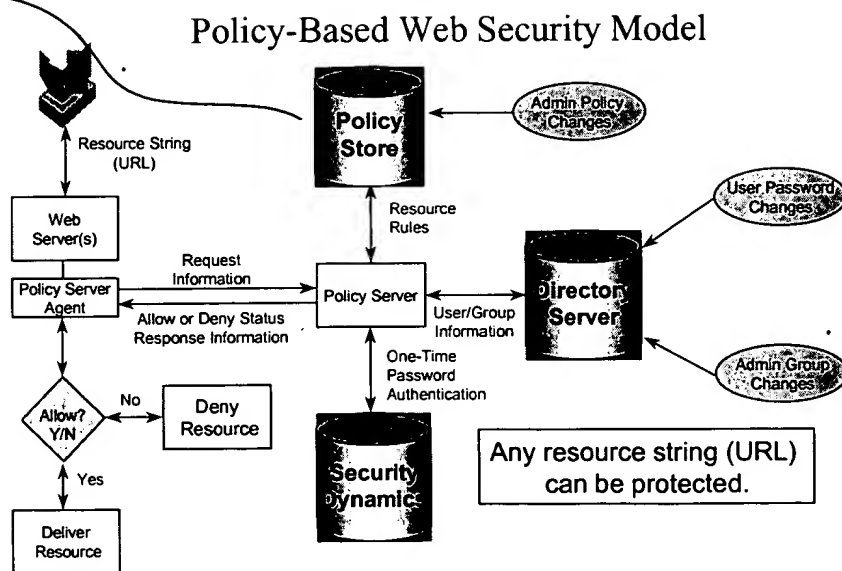 Policy-Based Web Security Model
Policy
Store
Admin Policy
Changes
Resource String
(URL)
Resource
Rules
User Password
Changes
Web
Server(s)
Request
Information
Policy Server
Agent
Policy Server
Directory
Server
Allow or Deny Status
Response Information
User/Group
Information
One-Time
Password
Authentication
Admin Group
Changes
Allow?
Y/N
No
Deny
Resource
Yes
Security
Dynamics
Any resource string (URL)
can be protected.
Deliver
Resource